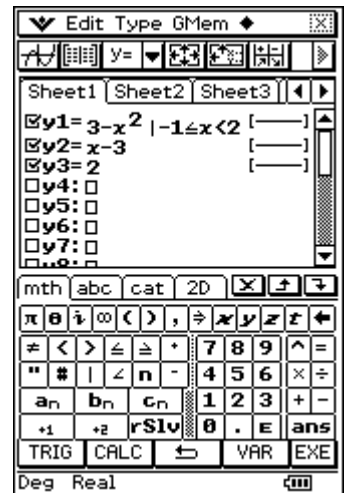 Edit Type GMem
y=
Sheet1 Sheet2 Sheet3
y1=3-x² |-1≤x<2 [—]
y2=x-3 [—]
y3=2 [—]
y4:□
y5:□
y6:□
y7:□
mth abc cat 2D
π θ i ∞ ( ) , ⇒ x y z t ←
≠ < > ≤ ≥ 7 8 9 ^ =
" # | ∠ n - 4 5 6 × ÷
an bn cn 1 2 3 + -
+1 +2 rSlv 0 . E ans
TRIG CALC VAR EXE
Deg Real